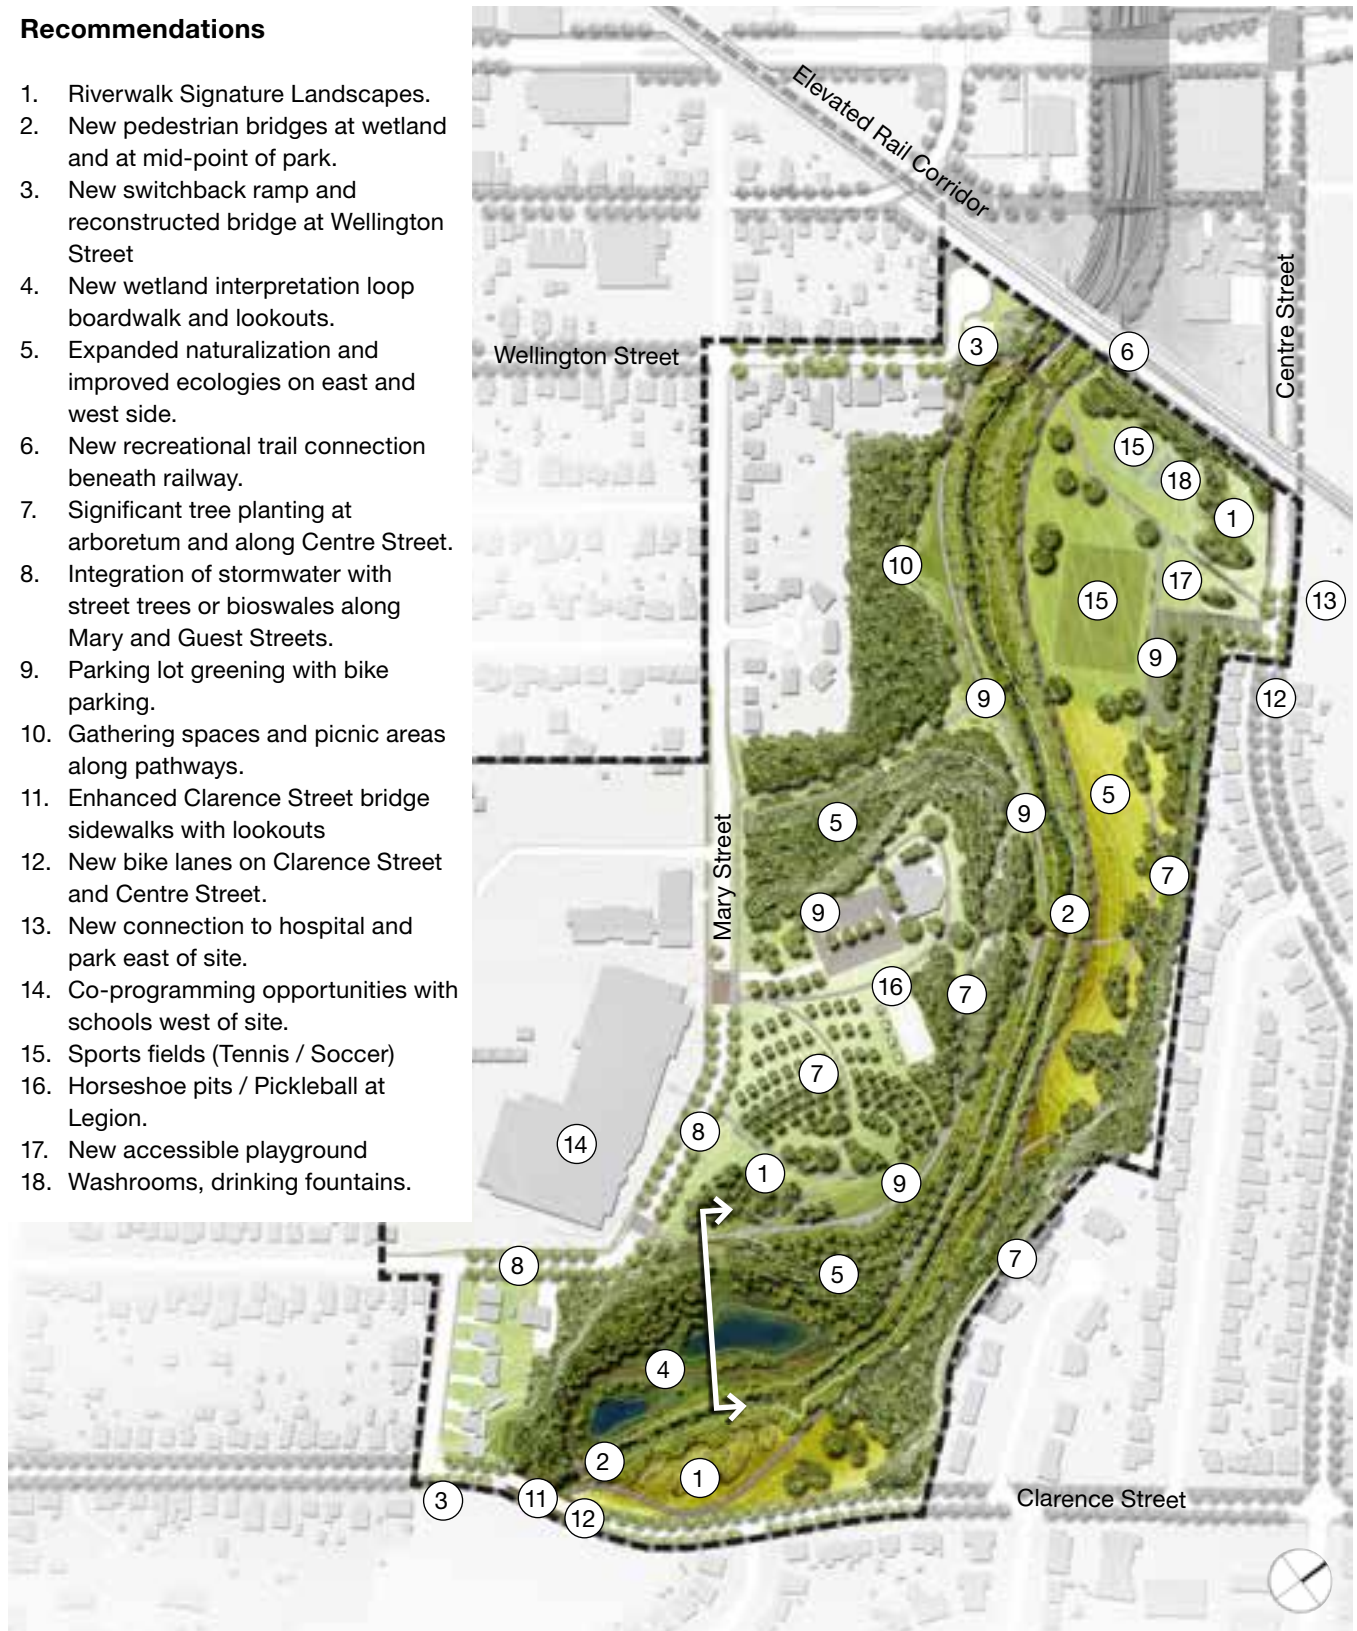 Recommendations
1. Riverwalk Signature Landscapes.
2. New pedestrian bridges at wetland
and at mid-point of park.
3. New switchback ramp and
reconstructed bridge at Wellington
Street
4. New wetland interpretation loop
boardwalk and lookouts.
5. Expanded naturalization and
improved ecologies on east and
west side.
6. New recreational trail connection
beneath railway.
7. Significant tree planting at
arboretum and along Centre Street.
8. Integration of stormwater with
street trees or bioswales along
Mary and Guest Streets.
9. Parking lot greening with bike
parking.
10. Gathering spaces and picnic areas
along pathways.
11. Enhanced Clarence Street bridge
sidewalks with lookouts
12. New bike lanes on Clarence Street
and Centre Street.
13. New connection to hospital and
park east of site.
14. Co-programming opportunities with
schools west of site.
15. Sports fields (Tennis / Soccer)
16. Horseshoe pits / Pickleball at
Legion.
17. New accessible playground
18. Washrooms, drinking fountains.
Elevated Rail Corridor
Centre Street
Wellington Street
3
6
15
18
1
10
17
15
13
9
9
12
5
5
9
7
Mary Street
9
2
16
7
7
8
14
1
9
8
5
7
4
2
1
3
11
12
Clarence Street